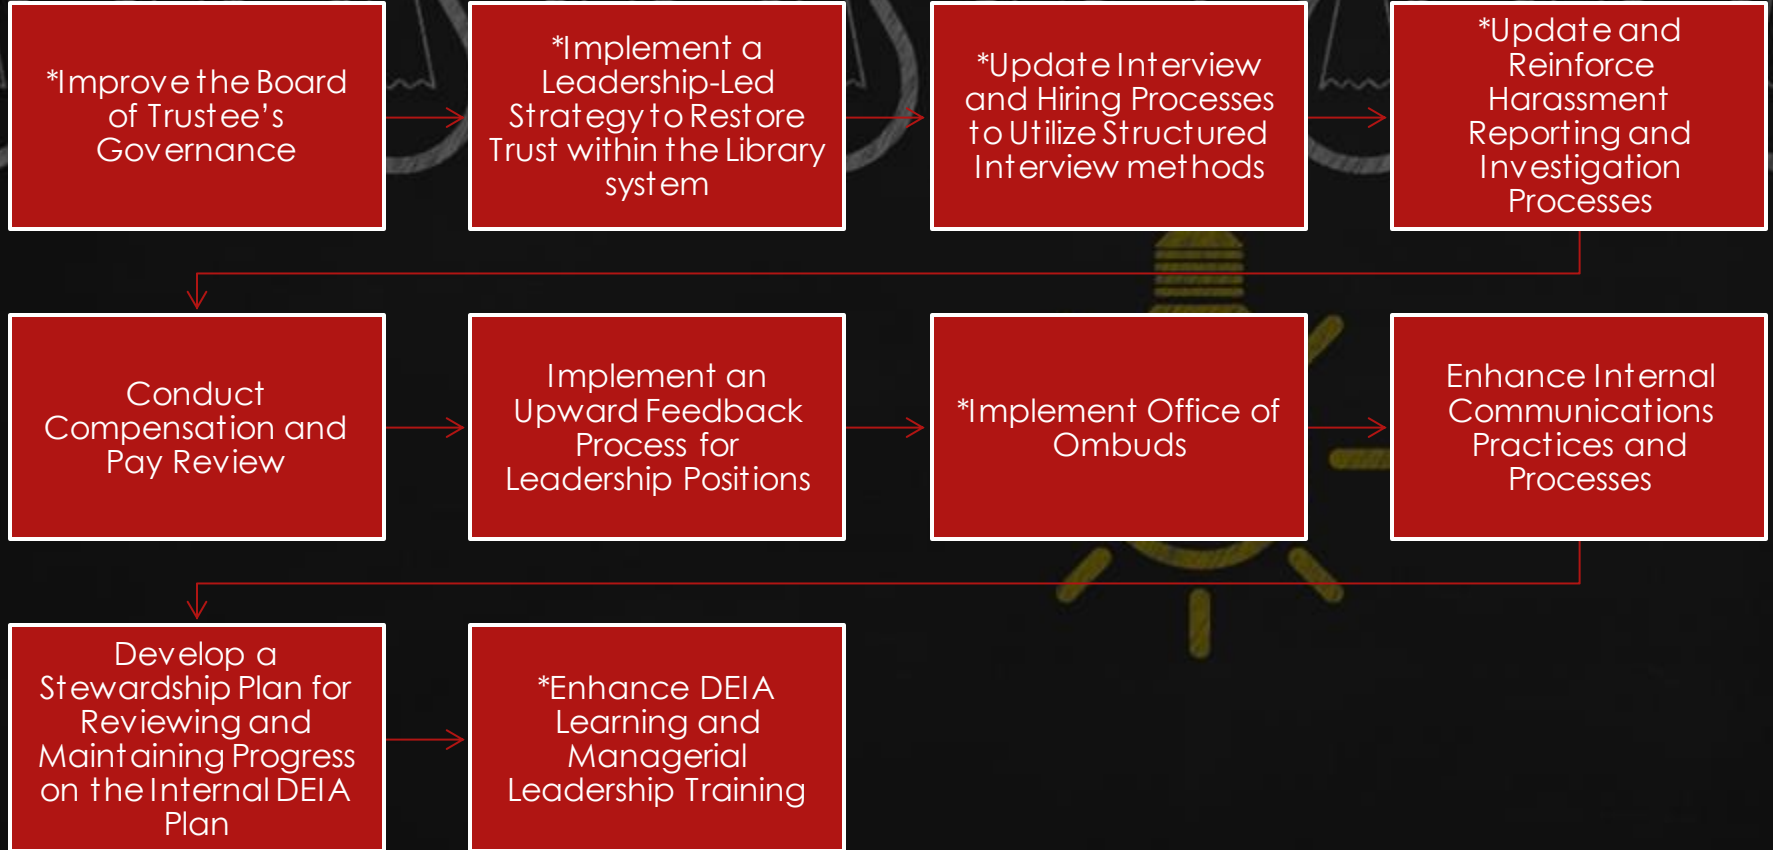 *Improve the Board
of Trustee's
Governance
*Implement a
Leadership-Led
Strategy to Restore
Trust within the Library
system
*Update Interview
and Hiring Processes
to Utilize Structured
Interview methods
*Update and
Reinforce
Harassment
Reporting and
Investigation
Processes
Conduct
Compensation and
Pay Review
Implement an
Upward Feedback
Process for
Leadership Positions
*Implement Office of
Ombuds
Enhance Internal
Communications
Practices and
Processes
Develop a
Stewardship Plan for
Reviewing and
Maintaining Progress
on the Internal DEIA
Plan
*Enhance DEIA
Learning and
Managerial
Leadership Training